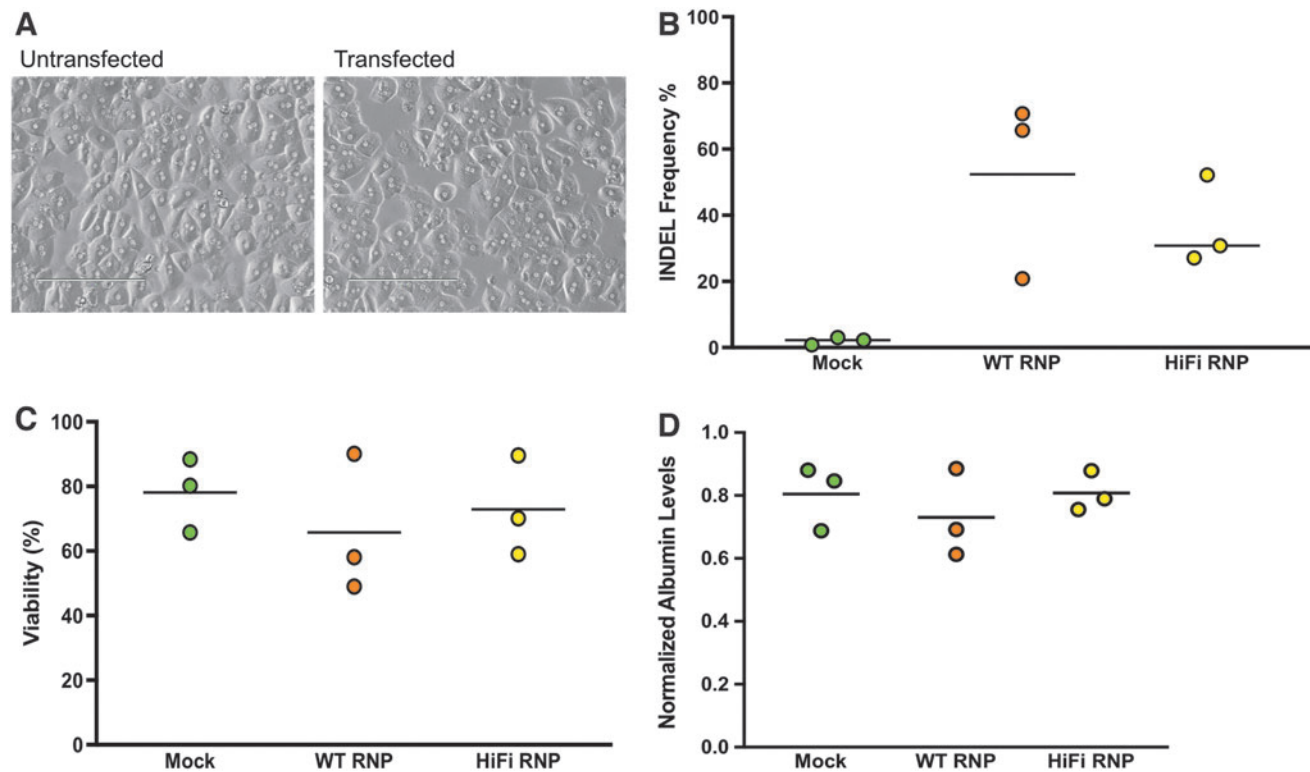 A
Untransfected
Transfected
B
INDEL Frequency %
100
80
60
40
20
0
Mock
WT RNP
HiFi RNP
C
Viability (%)
100
80
60
40
20
0
Mock
WT RNP
HiFi RNP
D
Normalized Albumin Levels
1.0
0.8
0.6
0.4
0.2
0.0
Mock
WT RNP
HiFi RNP